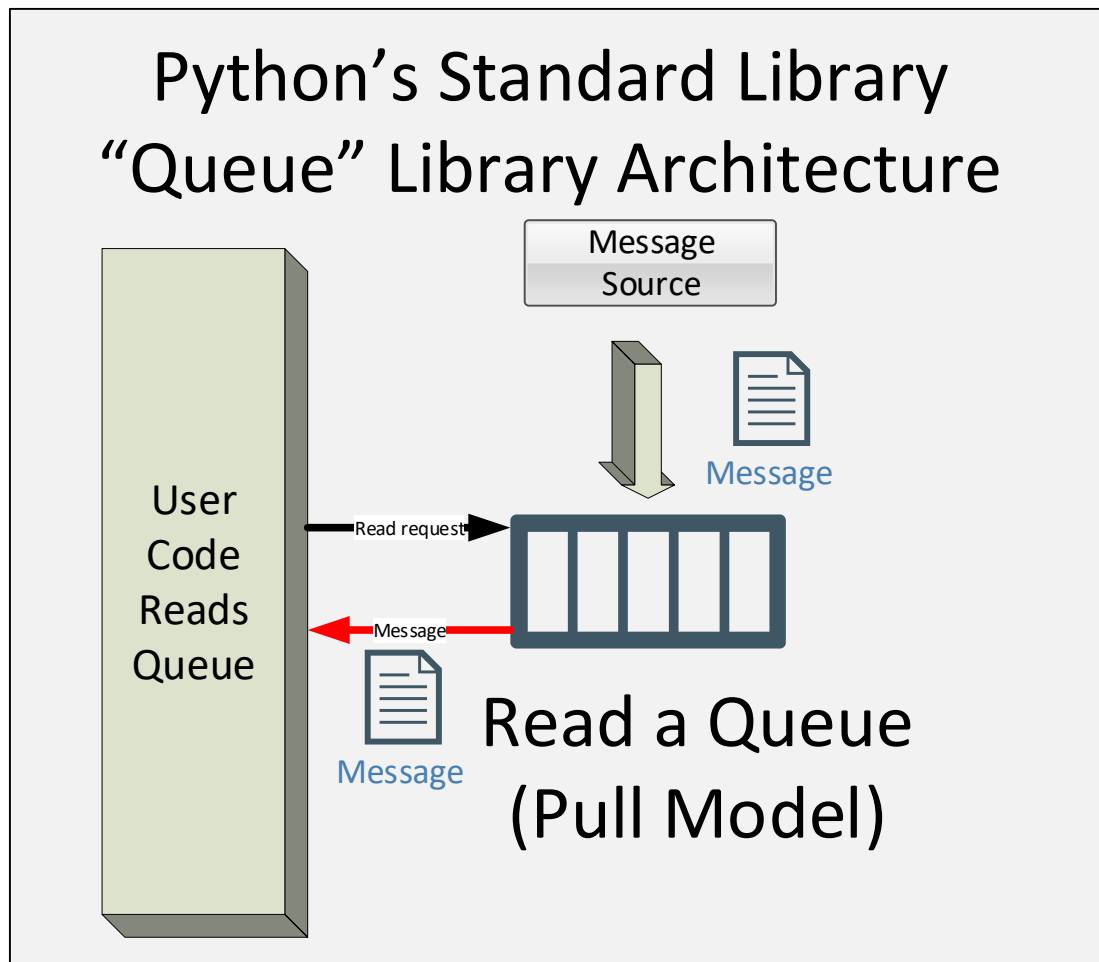 Python’s Standard Library
“Queue” Library Architecture
Message
Source
Message
User
Code
Reads
Queue
Read request
Message
Message
Read a Queue
(Pull Model)